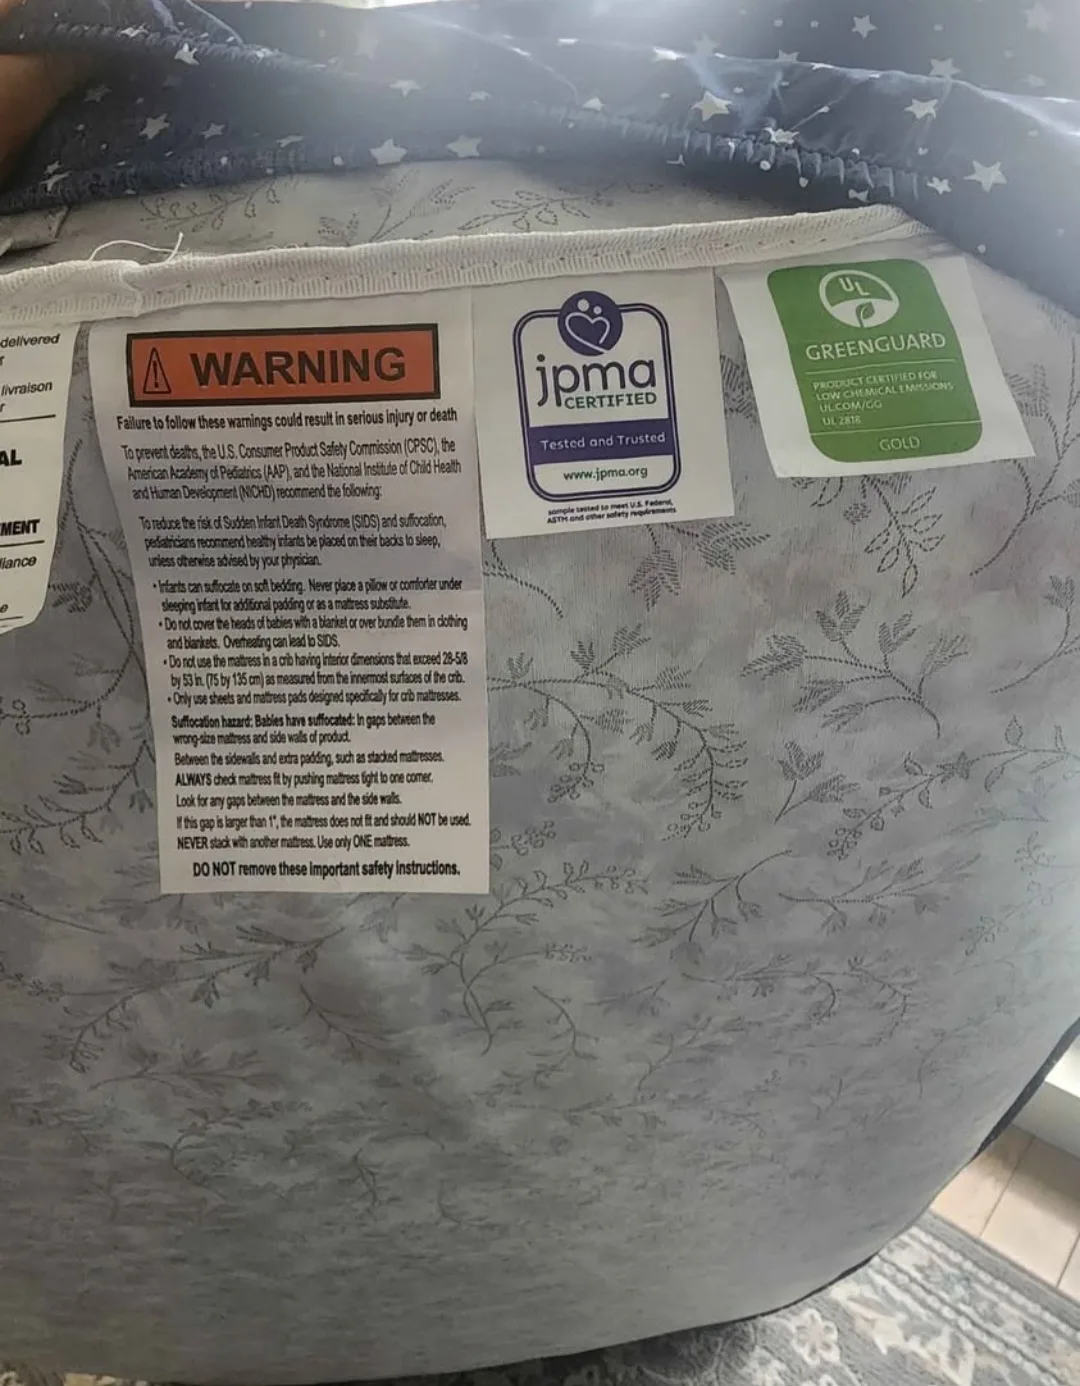 delivered
livraison
AL
MENT
liance
e
WARNING
Failure to follow these warnings could result in serious injury or death
To prevent deaths, the U.S. Consumer Product Safety Commission (CPSC), the
American Academy of Pediatrics (AAP), and the National Institute of Child Health
and Human Development (NICHD) recommend the following:
To reduce the risk of Sudden Infant Death Syndrome (SIDS) and suffocation,
pediatricians recommend healthy infants be placed on their backs to sleep,
unless otherwise advised by your physician.
• Infants can suffocate on soft bedding. Never place a pillow or comforter under
sleeping infant for additional padding or as a mattress substitute.
• Do not cover the heads of babies with a blanket or over bundle them in clothing
and blankets. Overheating can lead to SIDS.
• Do not use the mattress in a crib having interior dimensions that exceed 28-5/8
by 53 in. (75 by 135 cm) as measured from the innermost surfaces of the crib.
• Only use sheets and mattress pads designed specifically for crib mattresses.
Suffocation hazard: Babies have suffocated: In gaps between the
wrong-size mattress and side walls of product.
Between the sidewalls and extra padding, such as stacked mattresses.
ALWAYS check mattress fit by pushing mattress tight to one corner.
Look for any gaps between the mattress and the side walls.
If this gap is larger than 1", the mattress does not fit and should NOT be used.
NEVER stack with another mattress. Use only ONE mattress.
DO NOT remove these important safety instructions.
jpma
CERTIFIED
Tested and Trusted
www.jpma.org
sample tested to meet U.S. Federal,
ASTM and other safety requirements
UL
GREENGUARD
PRODUCT CERTIFIED FOR
LOW CHEMICAL EMISSIONS
UL.COM/GG
UL 2818
GOLD